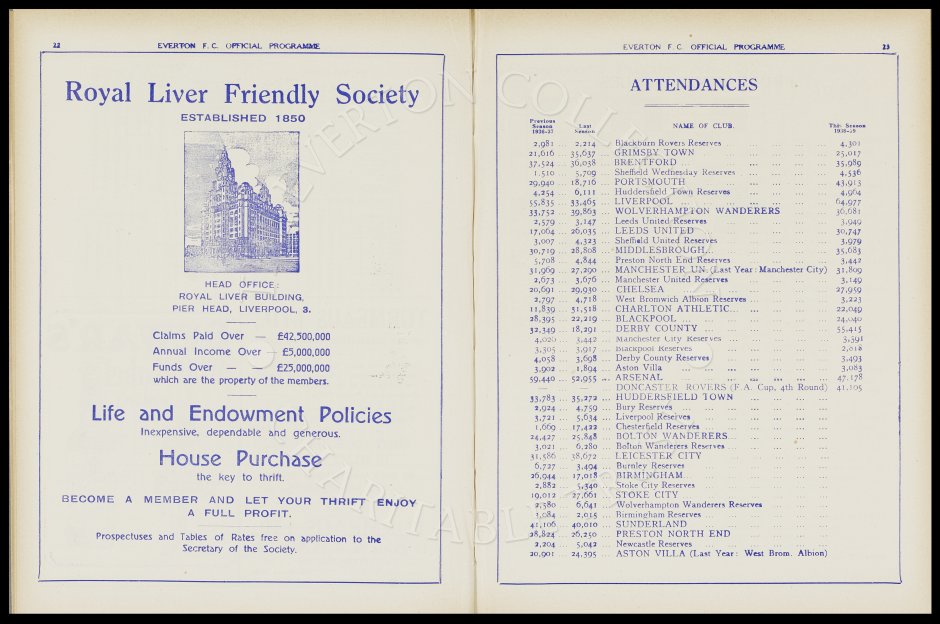 22
EVERTON F. C. OFFICIAL PROGRAMME
Royal Liver Friendly Society
ESTABLISHED 1850
HEAD OFFICE:
ROYAL LIVER BUILDING,
PIER HEAD, LIVERPOOL, 3.
Claims Paid Over — £42,500,000
Annual Income Over - £5,000,000
Funds Over — — £25,000,000
which are the property of the members.
Life and Endowment Policies
Inexpensive, dependable and generous.
House Purchase
the key to thrift.
BECOME A MEMBER AND LET YOUR THRIFT ENJOY
A FULL PROFIT.
Prospectuses and Tables of Rates free on application to the
Secretary of the Society.
EVERTON F C OFFICIAL PROGRAMME
23
ATTENDANCES
Previous Season 1936-37 Last Season NAME OF CLUB. This Season 1938-39
2,981 ... 2,214 ... Blackburn Rovers Reserves ... 4,301
21,616 ... 35,637 ... GRIMSBY TOWN ... 25,017
37,524 ... 36,038 ... BRENTFORD ... 35,989
1,510 ... 5,709 ... Sheffield Wednesday Reserves ... 4,536
29,940 ... 18,716 ... PORTSMOUTH ... 43,913
4,254 ... 6,111 ... Huddersfield Town Reserves ... 4,964
55,835 ... 33,465 ... LIVERPOOL ... 64,977
33,752 ... 39,863 ... WOLVERHAMPTON WANDERERS ... 36,681
2,579 ... 3,147 ... Leeds United Reserves ... 3,949
17,064 ... 26,035 ... LEEDS UNITED ... 30,747
3,007 ... 4,323 ... Sheffield United Reserves ... 3,979
30,719 ... 28,808 ... MIDDLESBROUGH ... 35,683
5,708 ... 4,844 ... Preston North End Reserves ... 3,442
31,969 ... 27,290 ... MANCHESTER UN. (Last Year: Manchester City) 31,809
2,673 ... 3,676 ... Manchester United Reserves ... 3,149
20,691 ... 29,930 ... CHELSEA ... 27,959
2,797 ... 4,718 ... West Bromwich Albion Reserves ... 3,223
11,839 ... 51,518 ... CHARLTON ATHLETIC ... 22,049
28,395 ... 22,219 ... BLACKPOOL ... 24,040
32,349 ... 18,291 ... DERBY COUNTY ... 55,415
4,020 ... 3,442 ... Manchester City Reserves ... 3,391
3,305 ... 3,917 ... Blackpool Reserves ... 2,618
4,058 ... 3,698 ... Derby County Reserves ... 3,493
3,902 ... 1,894 ... Aston Villa ... 3,083
59,440 ... 52,955 ... ARSENAL ... 47,178
— — DONCASTER ROVERS (F.A. Cup, 4th Round) 41,105
33,783 ... 35,272 ... HUDDERSFIELD TOWN
2,924 ... 4,759 ... Bury Reserves
3,721 ... 5,634 ... Liverpool Reserves
1,669 ... 17,422 ... Chesterfield Reserves
24,427 ... 25,848 ... BOLTON WANDERERS
3,021 ... 6,280 ... Bolton Wanderers Reserves
31,586 ... 38,672 ... LEICESTER CITY
6,727 ... 3,494 ... Burnley Reserves
26,944 ... 17,018 ... BIRMINGHAM
2,882 ... 5,340 ... Stoke City Reserves
19,012 ... 27,661 ... STOKE CITY
2,580 ... 6,641 ... Wolverhampton Wanderers Reserves
3,084 ... 2,015 ... Birmingham Reserves
41,106 ... 40,010 ... SUNDERLAND
28,824 ... 26,250 ... PRESTON NORTH END
2,204 ... 5,042 ... Newcastle Reserves
20,901 ... 24,395 ... ASTON VILLA (Last Year: West Brom. Albion)